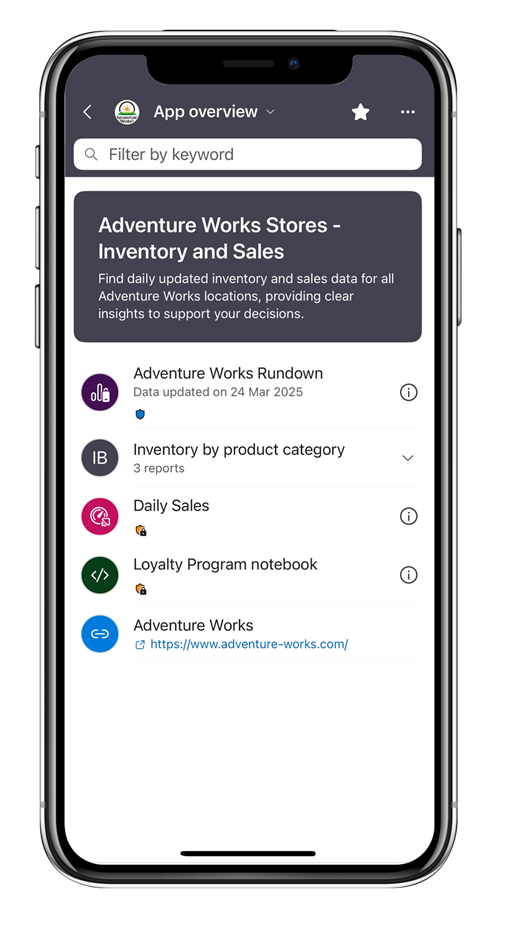 App overview
Filter by keyword
Adventure Works Stores -
Inventory and Sales
Find daily updated inventory and sales data for all
Adventure Works locations, providing clear
insights to support your decisions.
Adventure Works Rundown
Data updated on 24 Mar 2025
IB
Inventory by product category
3 reports
Daily Sales
Loyalty Program notebook
Adventure Works
https://www.adventure-works.com/